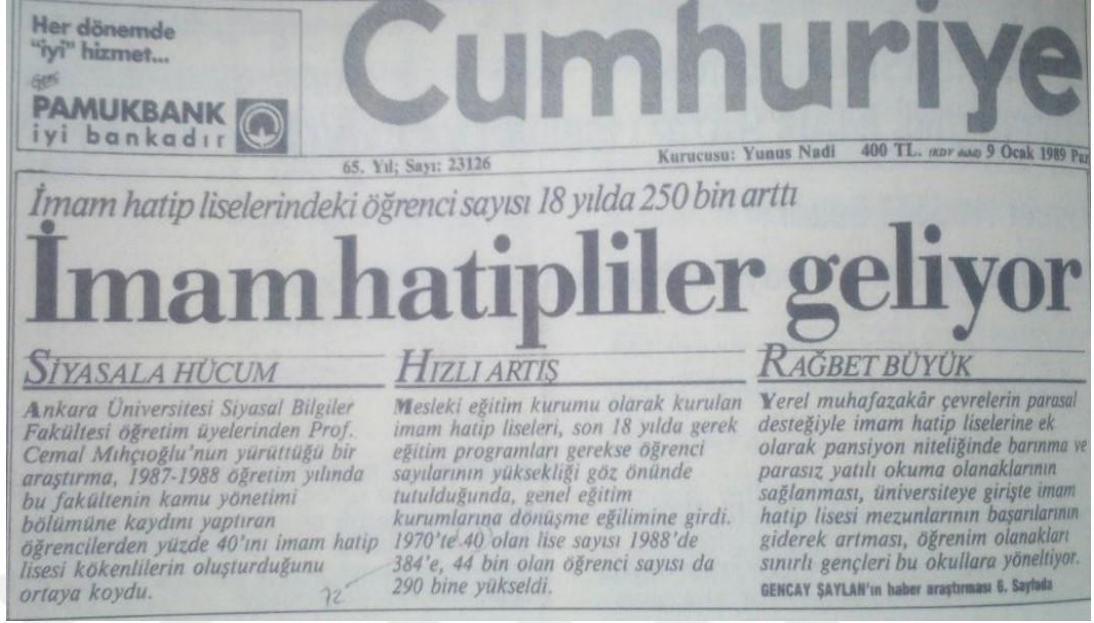 Her dönemde
"iyi" hizmet...
PAMUKBANK
iyi bankadır
Cumhuriye
65. Yıl; Sayı: 23126
Kurucusu: Yunus Nadi
400 TL. (KDV dahil) 9 Ocak 1989 Paz
İmam hatip liselerindeki öğrenci sayısı 18 yılda 250 bin arttı
İmam hatipliler geliyor
SİYASALA HÜCUM
Ankara Üniversitesi Siyasal Bilgiler
Fakültesi öğretim üyelerinden Prof.
Cemal Mıhçıoğlu'nun yürüttüğü bir
araştırma, 1987-1988 öğretim yılında
bu fakültenin kamu yönetimi
bölümüne kaydını yaptıran
öğrencilerden yüzde 40'ını imam hatip
lisesi kökenlilerin oluşturduğunu
ortaya koydu.
HIZLI ARTIŞ
Mesleki eğitim kurumu olarak kurulan
imam hatip liseleri, son 18 yılda gerek
eğitim programları gerekse öğrenci
sayılarının yüksekliği göz önünde
tutulduğunda, genel eğitim
kurumlarına dönüşme eğilimine girdi.
1970'te 40 olan lise sayısı 1988'de
384'e, 44 bin olan öğrenci sayısı da
290 bine yükseldi.
72
RAĞBET BÜYÜK
Yerel muhafazakâr çevrelerin parasal
desteğiyle imam hatip liselerine ek
olarak pansiyon niteliğinde barınma ve
parasız yatılı okuma olanaklarının
sağlanması, üniversiteye girişte imam
hatip lisesi mezunlarının başarılarının
giderek artması, öğrenim olanakları
sınırlı gençleri bu okullara yöneltiyor.
GENCAY ŞAYLAN'ın haber araştırması 6. Sayfada